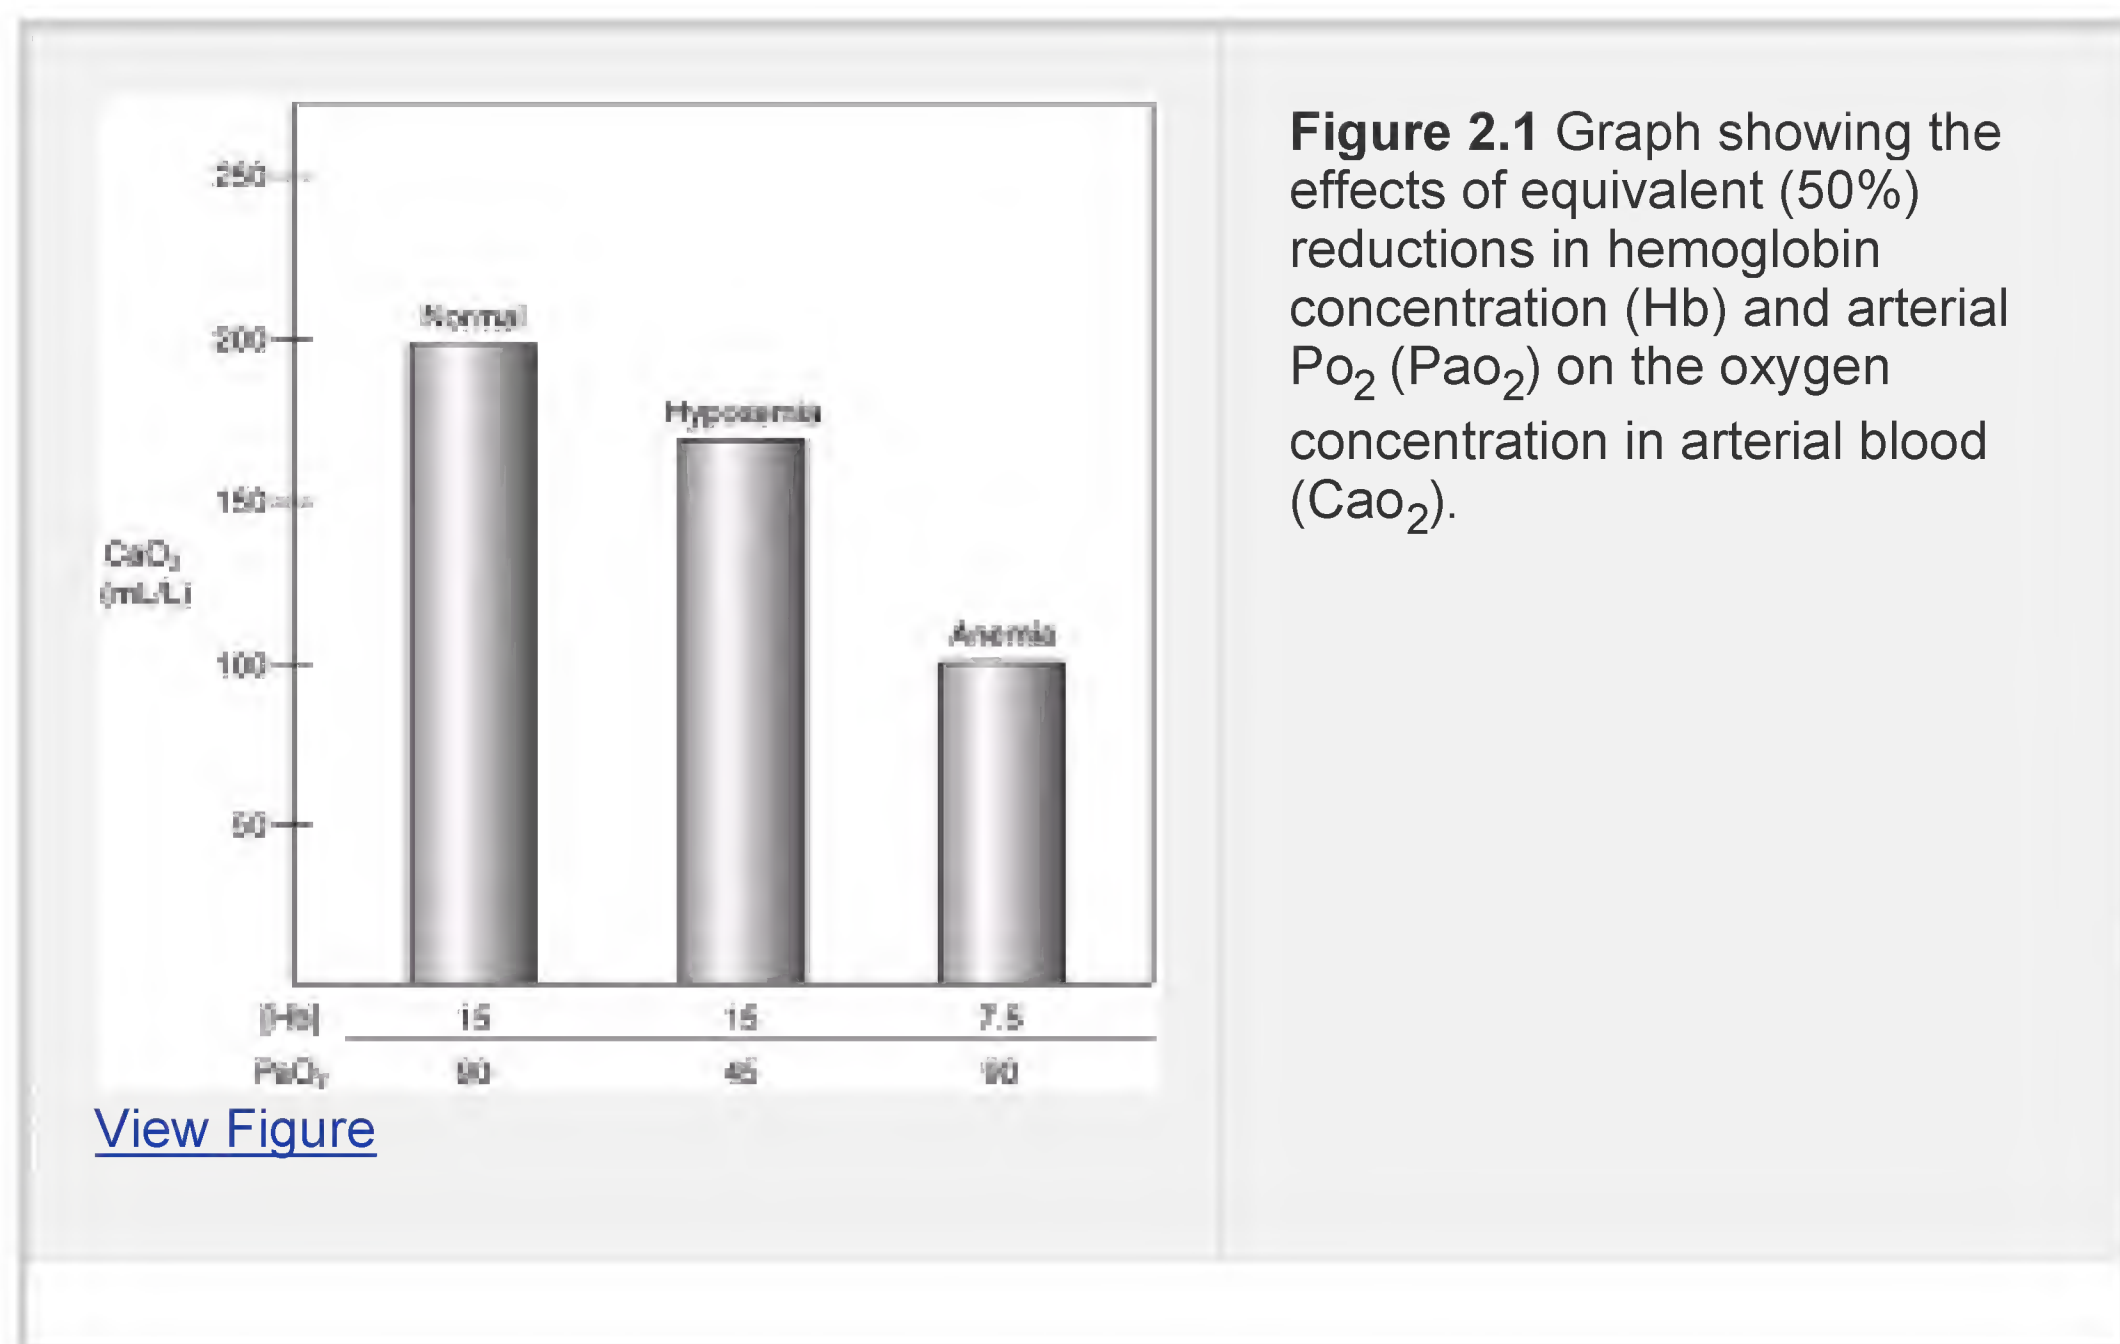 250
Normal
200
Hypoxemia
150
CaO₂
(mL/L)
Anemia
100
50
[Hb] 15 15 7.5
PaO₂ 90 45 90
View Figure
Figure 2.1 Graph showing the
effects of equivalent (50%)
reductions in hemoglobin
concentration (Hb) and arterial
Po₂ (Pao₂) on the oxygen
concentration in arterial blood
(Cao₂).